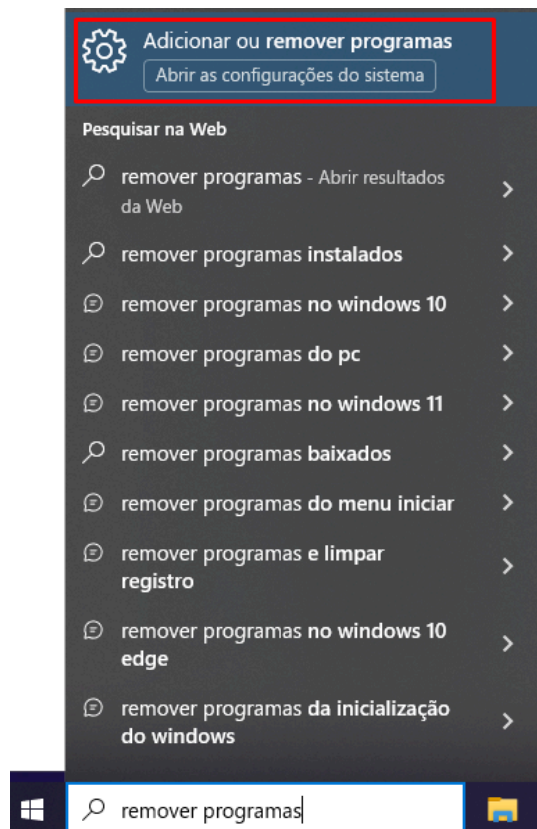 Adicionar ou remover programas
Abrir as configurações do sistema
Pesquisar na Web
remover programas - Abrir resultados
da Web
remover programas instalados
remover programas no windows 10
remover programas do pc
remover programas no windows 11
remover programas baixados
remover programas do menu iniciar
remover programas e limpar
registro
remover programas no windows 10
edge
remover programas da inicialização
do windows
remover programas